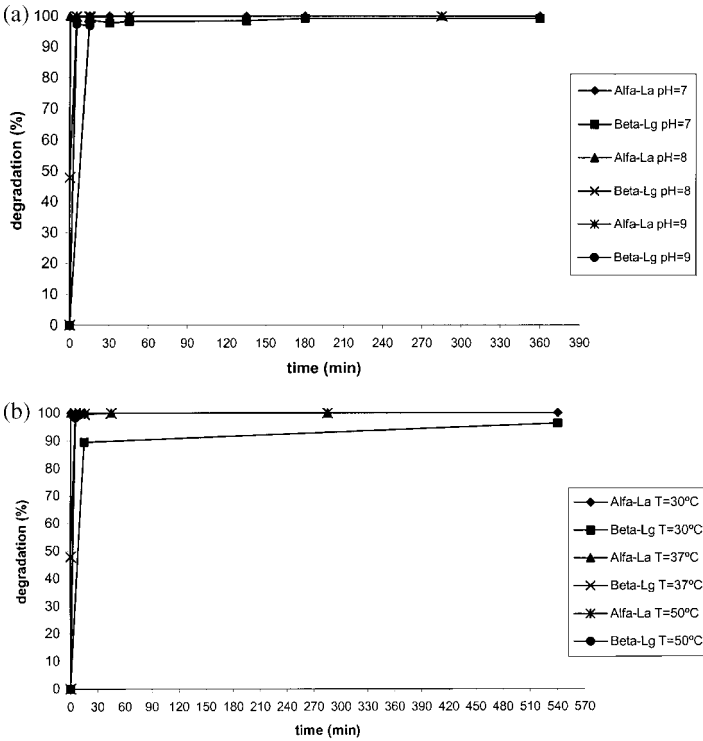 (a)
100
90
80
70
60
50
40
30
20
10
0
degradation (%)
0 30 60 90 120 150 180 210 240 270 300 330 360 390
time (min)
Alfa-La pH=7
Beta-Lg pH=7
Alfa-La pH=8
Beta-Lg pH=8
Alfa-La pH=9
Beta-Lg pH=9
(b)
100
90
80
70
60
50
40
30
20
10
0
degradation (%)
0 30 60 90 120 150 180 210 240 270 300 330 360 390 420 450 480 510 540 570
time (min)
Alfa-La T=30ºC
Beta-Lg T=30ºC
Alfa-La T=37ºC
Beta-Lg T=37ºC
Alfa-La T=50ºC
Beta-Lg T=50ºC